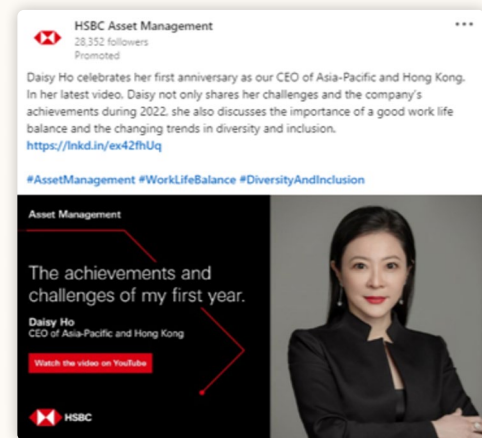 HSBC Asset Management
28,352 followers
Promoted
Daisy Ho celebrates her first anniversary as our CEO of Asia-Pacific and Hong Kong.
In her latest video. Daisy not only shares her challenges and the company's
achievements during 2022, she also discusses the importance of a good work life
balance and the changing trends in diversity and inclusion.
https://lnkd.in/ex42fhUq
#AssetManagement #WorkLifeBalance #DiversityAndInclusion
Asset Management
The achievements and
challenges of my first year.
Daisy Ho
CEO of Asia-Pacific and Hong Kong
Watch the video on YouTube
HSBC